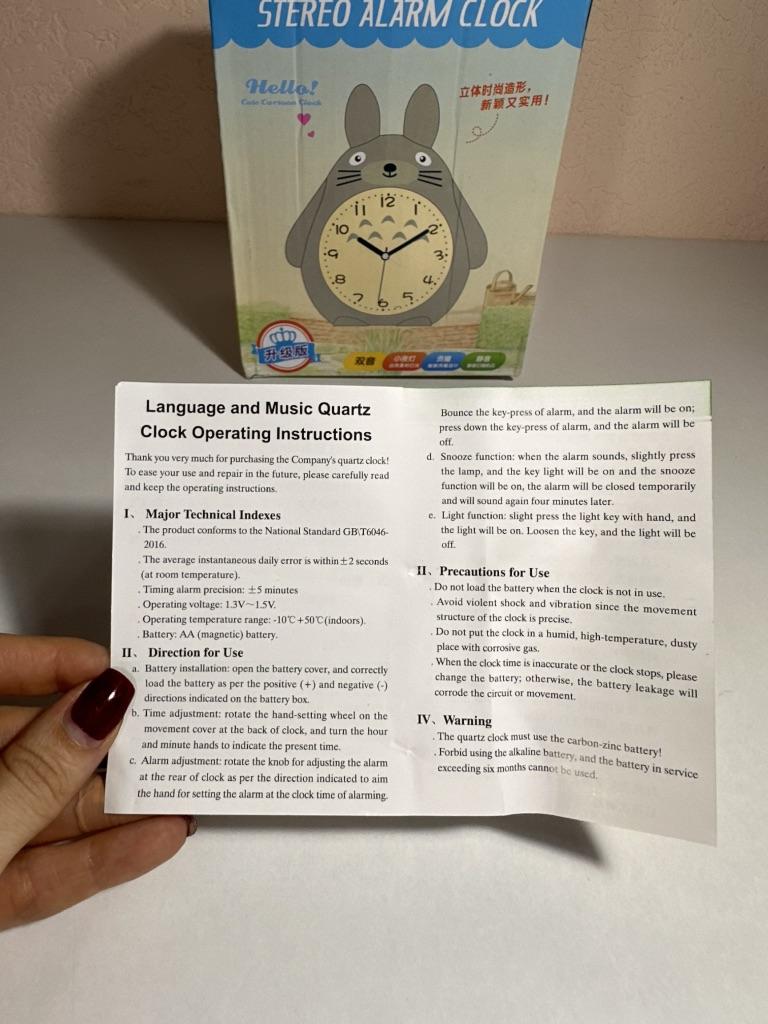 STEREO ALARM CLOCK
Hello!
Cute Cartoon Clock
立体时尚造形，
新颖又实用！
12
11
1
10
2
9
3
8
4
7
6
5
升级版
双音
小夜灯
贪睡
静音
Language and Music Quartz
Clock Operating Instructions
Thank you very much for purchasing the Company's quartz clock!
To ease your use and repair in the future, please carefully read
and keep the operating instructions.
I、 Major Technical Indexes
. The product conforms to the National Standard GB\T6046-
2016.
. The average instantaneous daily error is within±2 seconds
(at room temperature).
. Timing alarm precision: ±5 minutes
. Operating voltage: 1.3V～1.5V.
. Operating temperature range: -10℃+50℃(indoors).
. Battery: AA (magnetic) battery.
II、 Direction for Use
a. Battery installation: open the battery cover, and correctly
load the battery as per the positive (+) and negative (-)
directions indicated on the battery box.
b. Time adjustment: rotate the hand-setting wheel on the
movement cover at the back of clock, and turn the hour
and minute hands to indicate the present time.
c. Alarm adjustment: rotate the knob for adjusting the alarm
at the rear of clock as per the direction indicated to aim
the hand for setting the alarm at the clock time of alarming.
Bounce the key-press of alarm, and the alarm will be on;
press down the key-press of alarm, and the alarm will be
off.
d. Snooze function: when the alarm sounds, slightly press
the lamp, and the key light will be on and the snooze
function will be on, the alarm will be closed temporarily
and will sound again four minutes later.
e. Light function: slight press the light key with hand, and
the light will be on. Loosen the key, and the light will be
off.
II、Precautions for Use
. Do not load the battery when the clock is not in use.
. Avoid violent shock and vibration since the movement
structure of the clock is precise.
. Do not put the clock in a humid, high-temperature, dusty
place with corrosive gas.
. When the clock time is inaccurate or the clock stops, please
change the battery; otherwise, the battery leakage will
corrode the circuit or movement.
IV、Warning
. The quartz clock must use the carbon-zinc battery!
. Forbid using the alkaline battery, and the battery in service
exceeding six months cannot be used.